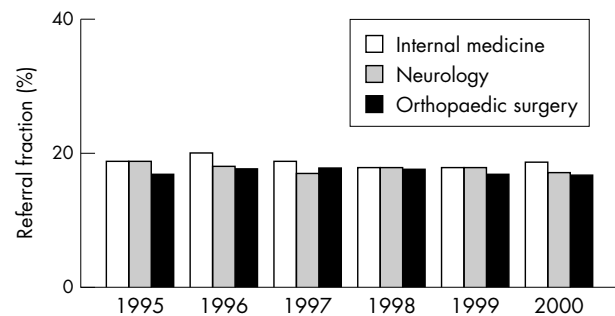 40
Internal medicine
Neurology
Orthopaedic surgery
Referral fraction (%)
20
0
1995 1996 1997 1998 1999 2000